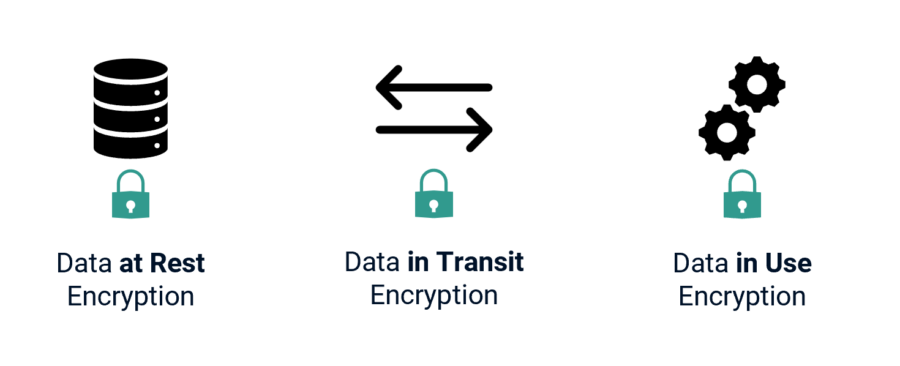 Data at Rest
Encryption
Data in Transit
Encryption
Data in Use
Encryption